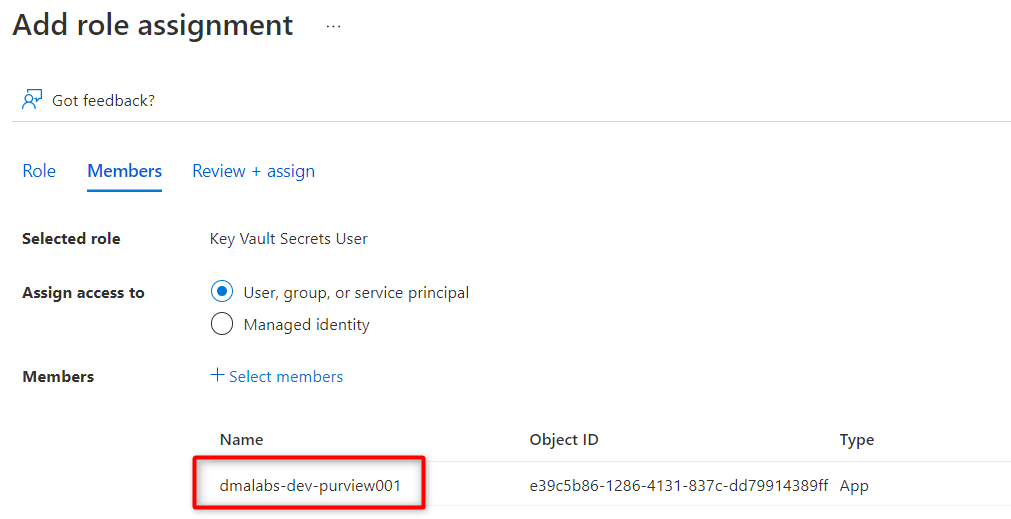 Add role assignment ...
Got feedback?
Role Members Review + assign
Selected role Key Vault Secrets User
Assign access to User, group, or service principal
Managed identity
Members + Select members
Name Object ID Type
dmalabs-dev-purview001 e39c5b86-1286-4131-837c-dd79914389ff App